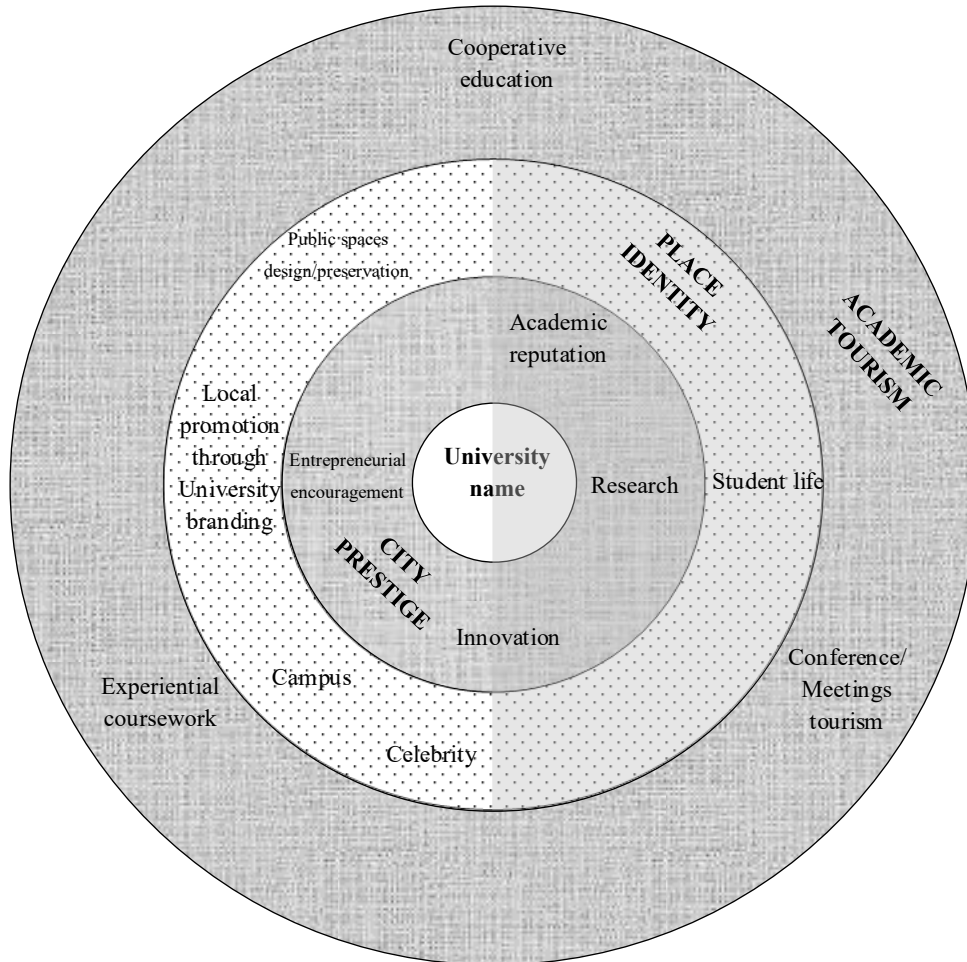 Cooperative
education
Public spaces
design/preservation
PLACE
IDENTITY
ACADEMIC
TOURISM
Academic
reputation
Local
promotion
through
University
branding
Entrepreneurial
encouragement
University
name
Research
Student life
CITY
PRESTIGE
Innovation
Campus
Experiential
coursework
Conference/
Meetings
tourism
Celebrity